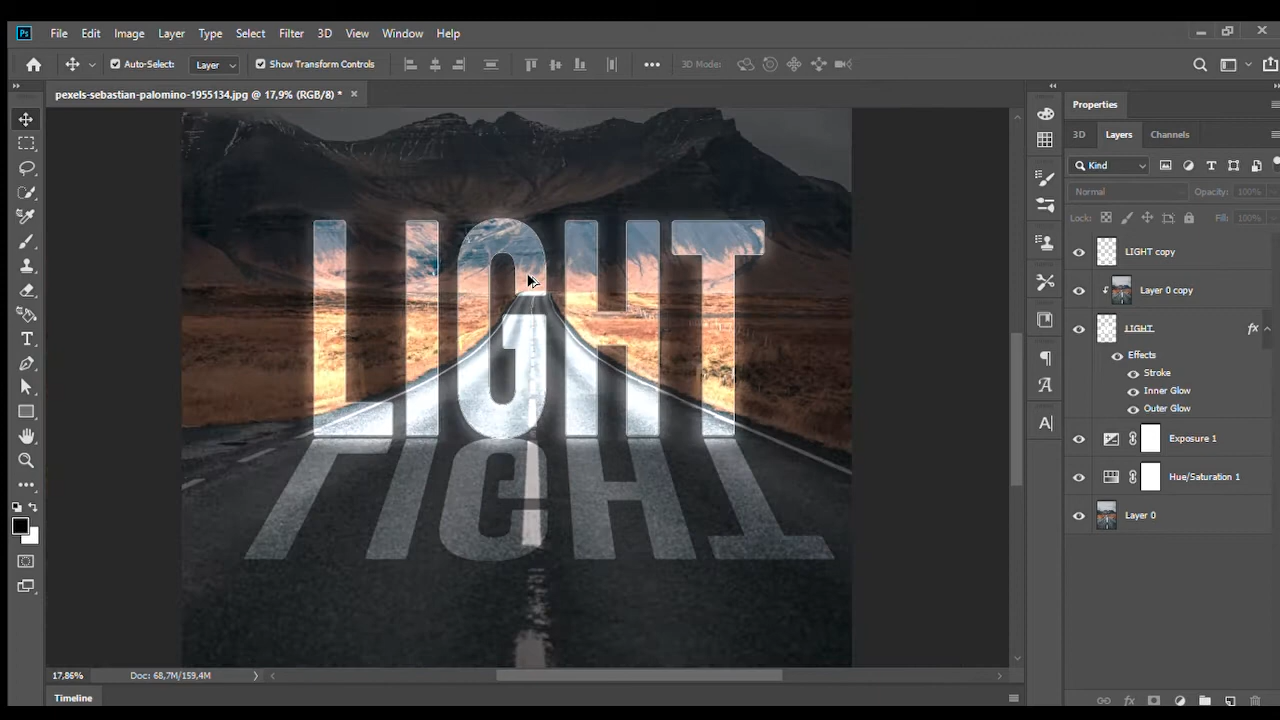 Ps File Edit Image Layer Type Select Filter 3D View Window Help
Auto-Select: Layer Show Transform Controls 3D Mode:
pexels-sebastian-palomino-1955134.jpg @ 17,9% (RGB/8) *
Properties
3D Layers Channels
Kind
Normal Opacity: 100%
Lock: Fill: 100%
LIGHT
LIGHT
LIGHT copy
Layer 0 copy
LIGHT fx
Effects
Stroke
Inner Glow
Outer Glow
Exposure 1
Hue/Saturation 1
Layer 0
17,86% Doc: 68,7M/159,4M
Timeline fx